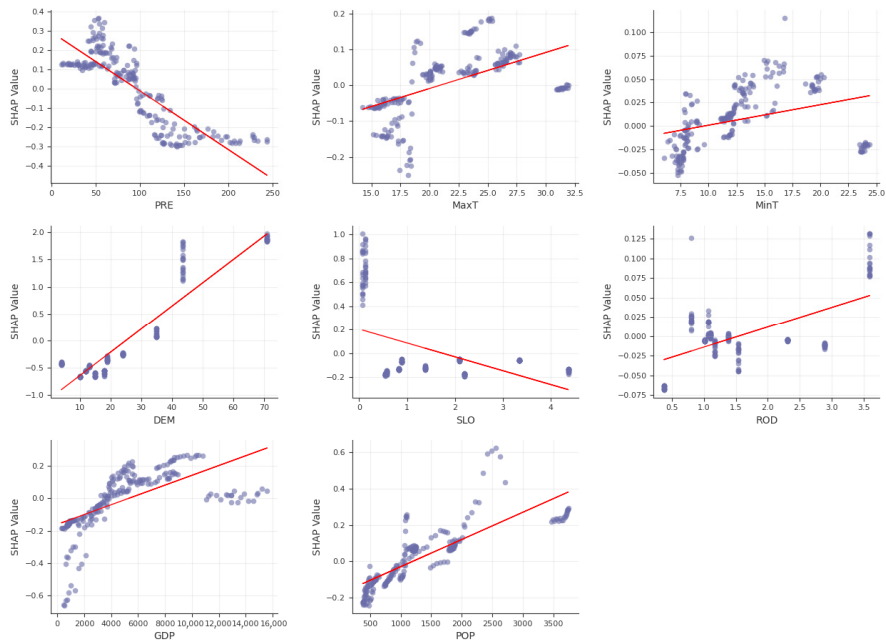 0.4
0.3
0.2
0.1
0.0
−0.1
−0.2
−0.3
−0.4
SHAP Value
0 50 100 150 200 250
PRE
0.2
0.1
0.0
−0.1
−0.2
SHAP Value
15.0 17.5 20.0 22.5 25.0 27.5 30.0 32.5
MaxT
0.125
0.100
0.075
0.050
0.025
0.000
−0.025
−0.050
SHAP Value
7.5 10.0 12.5 15.0 17.5 20.0 22.5 25.0
MinT
2.0
1.5
1.0
0.5
0.0
−0.5
−1.0
SHAP Value
0 10 20 30 40 50 60 70
DEM
1.0
0.8
0.6
0.4
0.2
0.0
−0.2
SHAP Value
0 1 2 3 4
SLO
0.125
0.100
0.075
0.050
0.025
0.000
−0.025
−0.050
−0.075
SHAP Value
0.5 1.0 1.5 2.0 2.5 3.0 3.5
ROD
0.2
0.0
−0.2
−0.4
−0.6
SHAP Value
0 2000 4000 6000 8000 10,000 12,000 14,000 16,000
GDP
0.6
0.4
0.2
0.0
−0.2
SHAP Value
500 1000 1500 2000 2500 3000 3500
POP